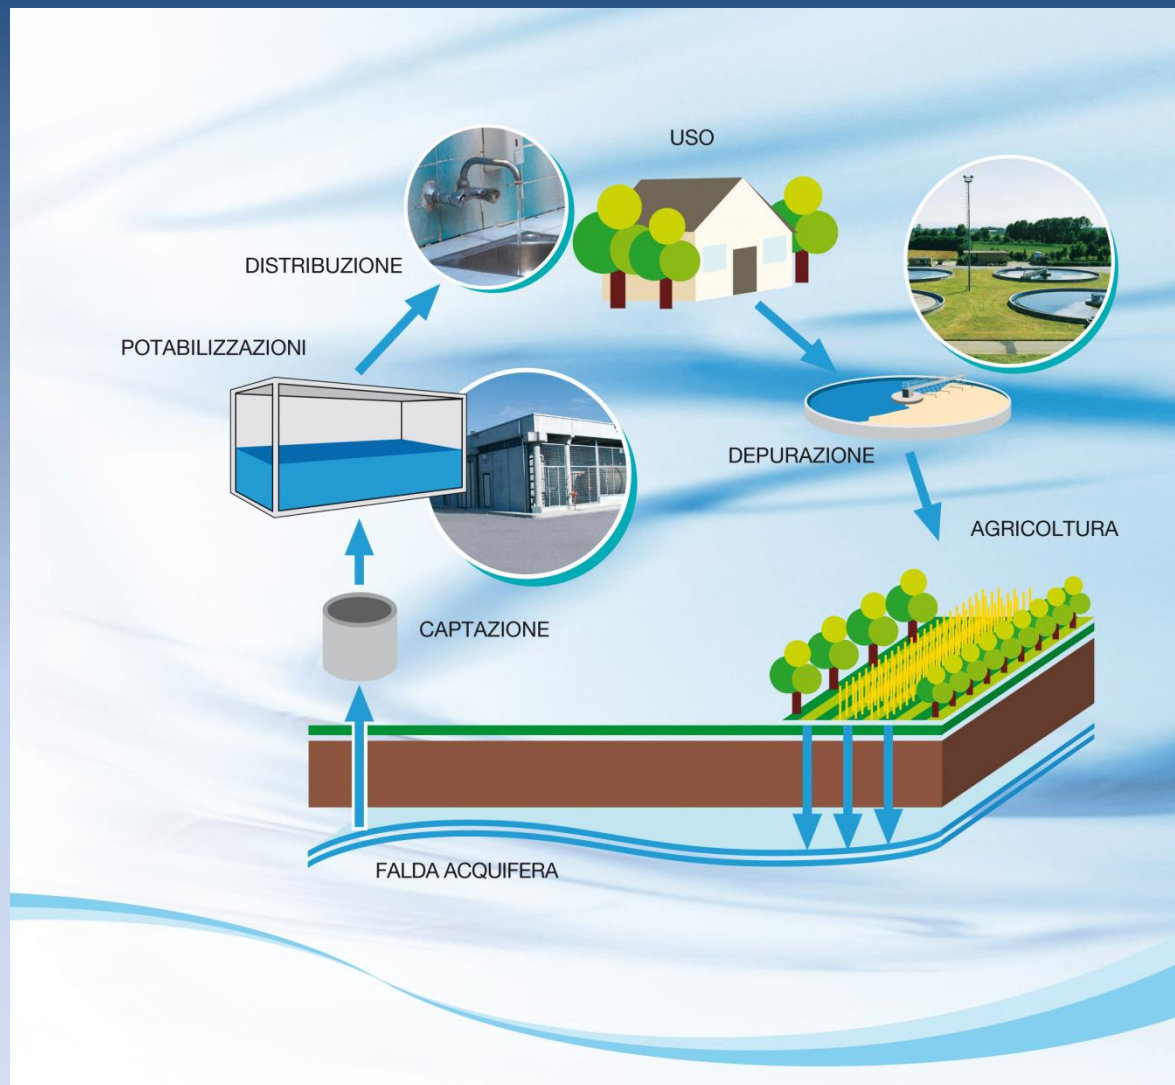 USO
DISTRIBUZIONE
POTABILIZZAZIONI
DEPURAZIONE
AGRICOLTURA
CAPTAZIONE
FALDA ACQUIFERA